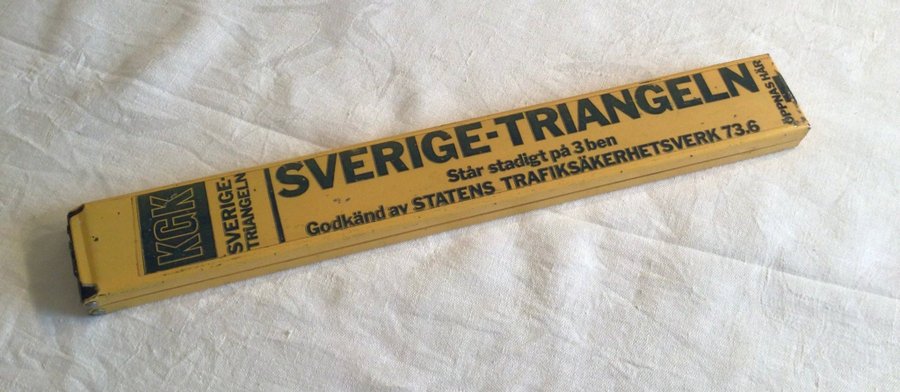 KGK
SVERIGE-
TRIANGELN
SVERIGE-TRIANGELN
Står stadigt på 3 ben
Godkänd av STATENS TRAFIKSÄKERHETSVERK 73.6
ÖPPNAS HÄR